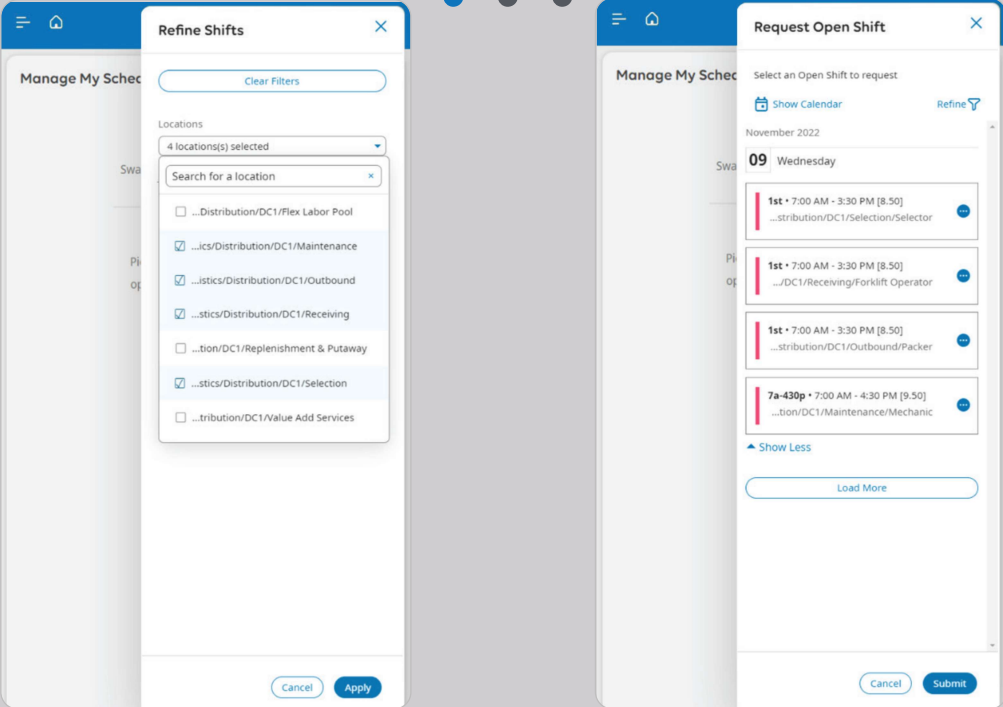 Refine Shifts
Manage My Sched
Clear Filters
Locations
4 locations(s) selected
Swa
Search for a location
...Distribution/DC1/Flex Labor Pool
...ics/Distribution/DC1/Maintenance
Pi
...istics/Distribution/DC1/Outbound
op
...stics/Distribution/DC1/Receiving
...tion/DC1/Replenishment & Putaway
...stics/Distribution/DC1/Selection
...tribution/DC1/Value Add Services
Cancel
Apply
Request Open Shift
Manage My Sched
Select an Open Shift to request
Show Calendar
Refine
November 2022
09 Wednesday
Swa
1st • 7:00 AM - 3:30 PM [8.50]
...stribution/DC1/Selection/Selector
Pi
1st • 7:00 AM - 3:30 PM [8.50]
op
.../DC1/Receiving/Forklift Operator
1st • 7:00 AM - 3:30 PM [8.50]
...stribution/DC1/Outbound/Packer
7a-430p • 7:00 AM - 4:30 PM [9.50]
...tion/DC1/Maintenance/Mechanic
Show Less
Load More
Cancel
Submit